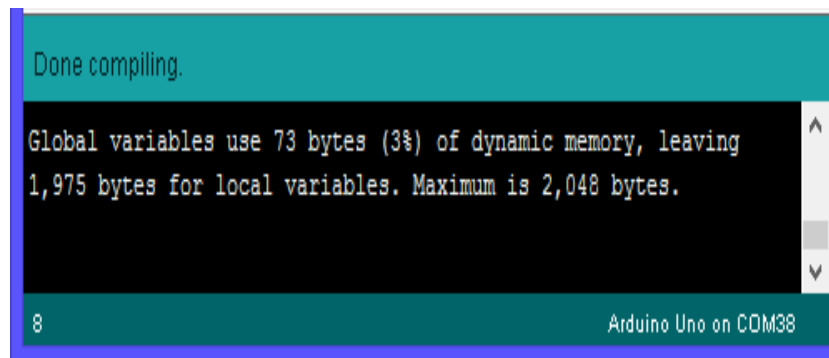 Done compiling.
Global variables use 73 bytes (3%) of dynamic memory, leaving
1,975 bytes for local variables. Maximum is 2,048 bytes.
8 Arduino Uno on COM38